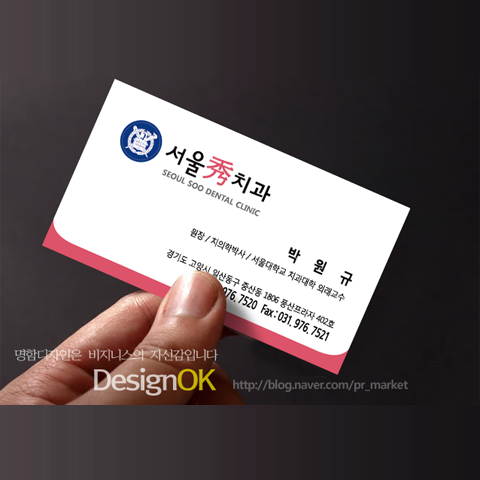 서울秀치과
SEOUL SOO DENTAL CLINIC
박 원 규
원장 / 치의학박사 / 서울대학교 치과대학 외래교수
경기도 고양시 일산동구 중산동 1806 풍산프라자 402호
976. 7520 Fax : 031. 976. 7521
명함디자인은 비지니스의 자신감입니다
DesignOK http://blog.naver.com/pr_market